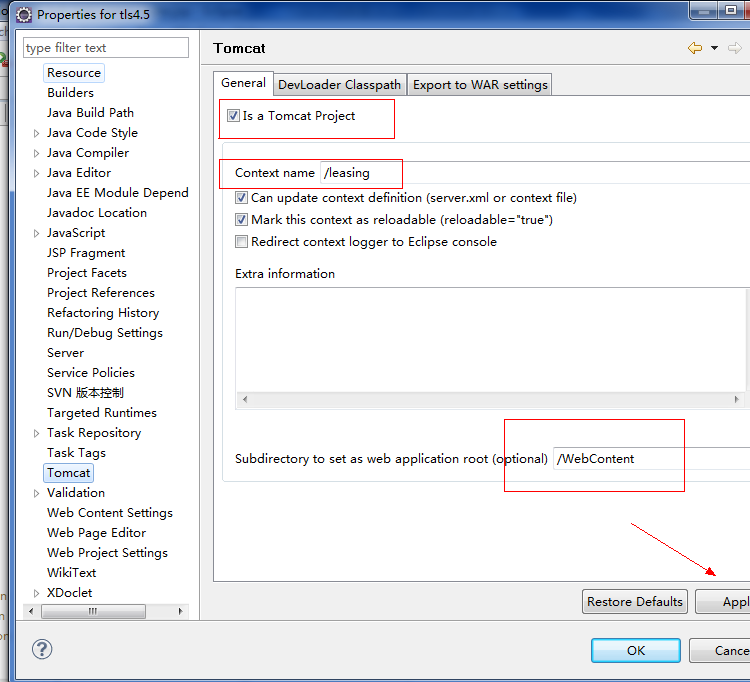 Properties for tls4.5
type filter text
Resource
Builders
Java Build Path
Java Code Style
Java Compiler
Java Editor
Java EE Module Depend
Javadoc Location
JavaScript
JSP Fragment
Project Facets
Project References
Refactoring History
Run/Debug Settings
Server
Service Policies
SVN 版本控制
Targeted Runtimes
Task Repository
Task Tags
Tomcat
Validation
Web Content Settings
Web Page Editor
Web Project Settings
WikiText
XDoclet
Tomcat
General DevLoader Classpath Export to WAR settings
Is a Tomcat Project
Context name /leasing
Can update context definition (server.xml or context file)
Mark this context as reloadable (reloadable="true")
Redirect context logger to Eclipse console
Extra information
Subdirectory to set as web application root (optional) /WebContent
Restore Defaults Appl
OK Cance